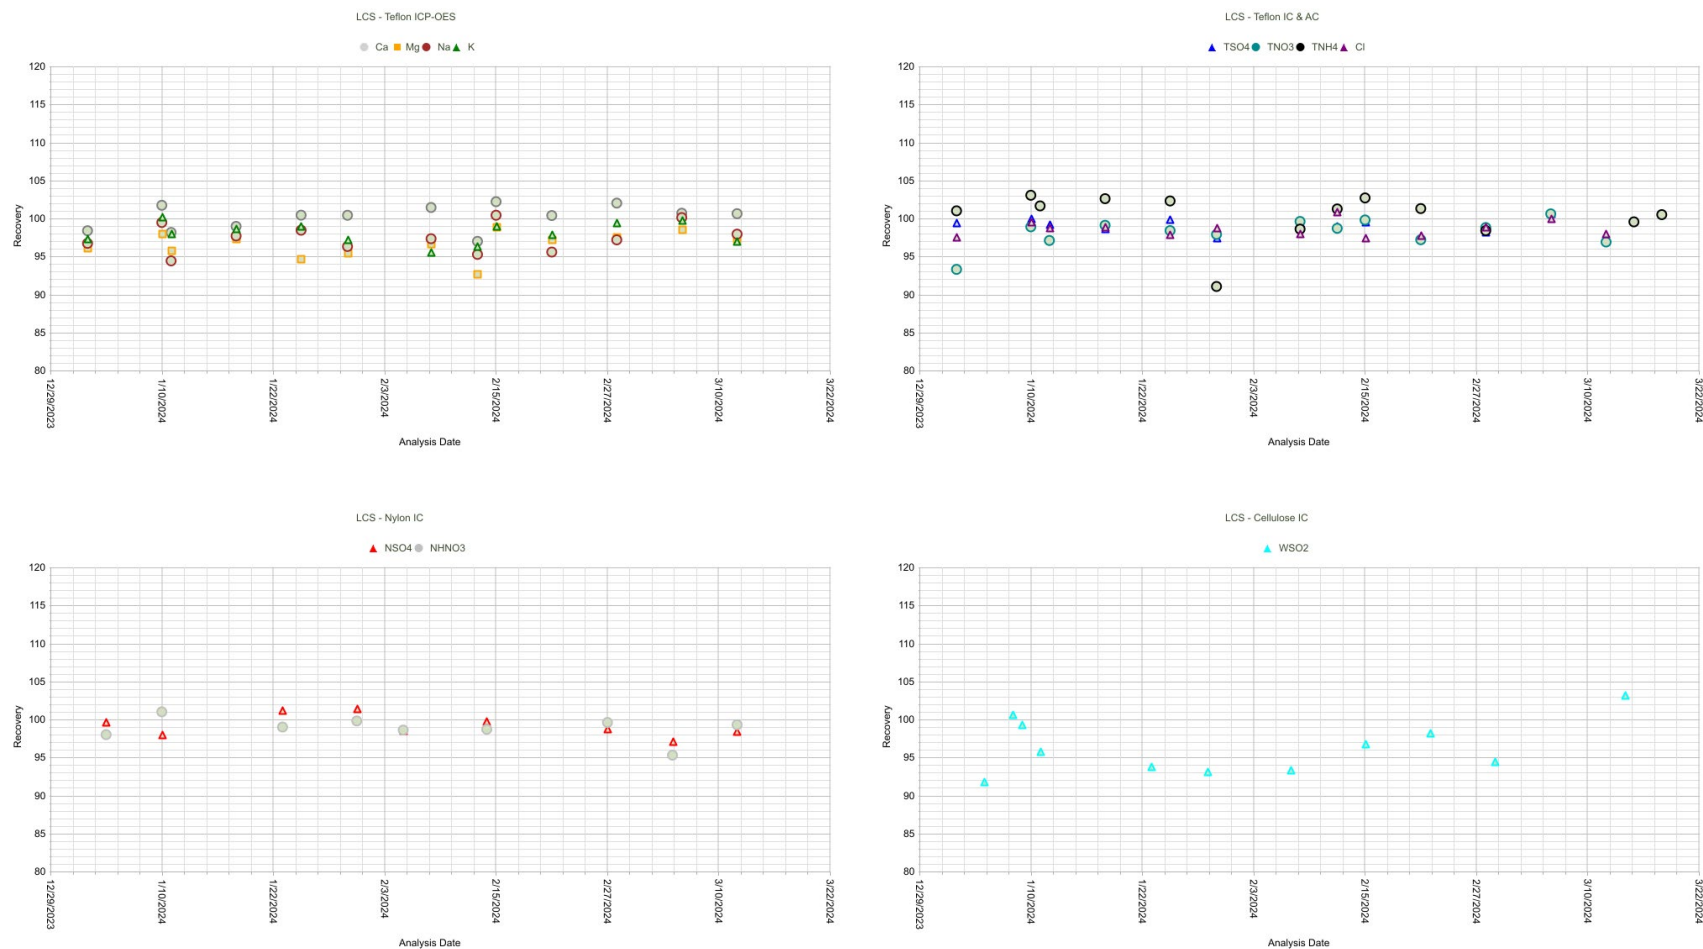 LCS - Teflon ICP-OES
Ca Mg Na K
120
115
110
105
100
95
90
85
80
Recovery
12/29/2023 1/10/2024 1/22/2024 2/3/2024 2/15/2024 2/27/2024 3/10/2024 3/22/2024
Analysis Date
LCS - Teflon IC & AC
TSO4 TNO3 TNH4 Cl
120
115
110
105
100
95
90
85
80
Recovery
12/29/2023 1/10/2024 1/22/2024 2/3/2024 2/15/2024 2/27/2024 3/10/2024 3/22/2024
Analysis Date
LCS - Nylon IC
NSO4 NHNO3
120
115
110
105
100
95
90
85
80
Recovery
12/29/2023 1/10/2024 1/22/2024 2/3/2024 2/15/2024 2/27/2024 3/10/2024 3/22/2024
Analysis Date
LCS - Cellulose IC
WSO2
120
115
110
105
100
95
90
85
80
Recovery
12/29/2023 1/10/2024 1/22/2024 2/3/2024 2/15/2024 2/27/2024 3/10/2024 3/22/2024
Analysis Date